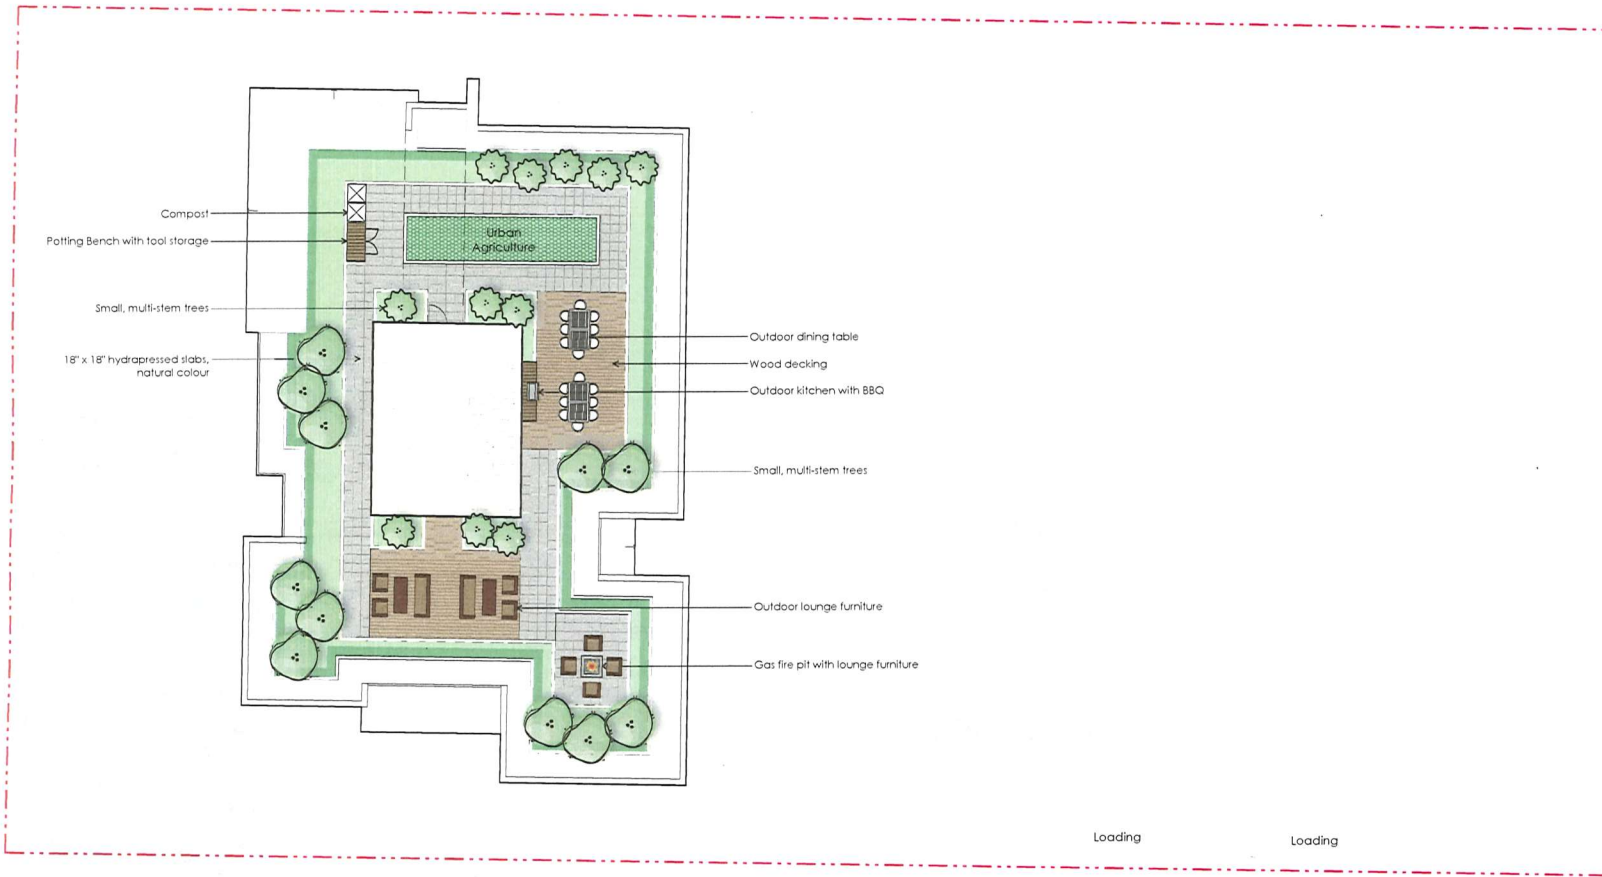 Compost
Potting Bench with tool storage
Small, multi-stem trees
18" x 18" hydrapressed slabs,
natural colour
Urban
Agriculture
Outdoor dining table
Wood decking
Outdoor kitchen with BBQ
Small, multi-stem trees
Outdoor lounge furniture
Gas fire pit with lounge furniture
Loading
Loading